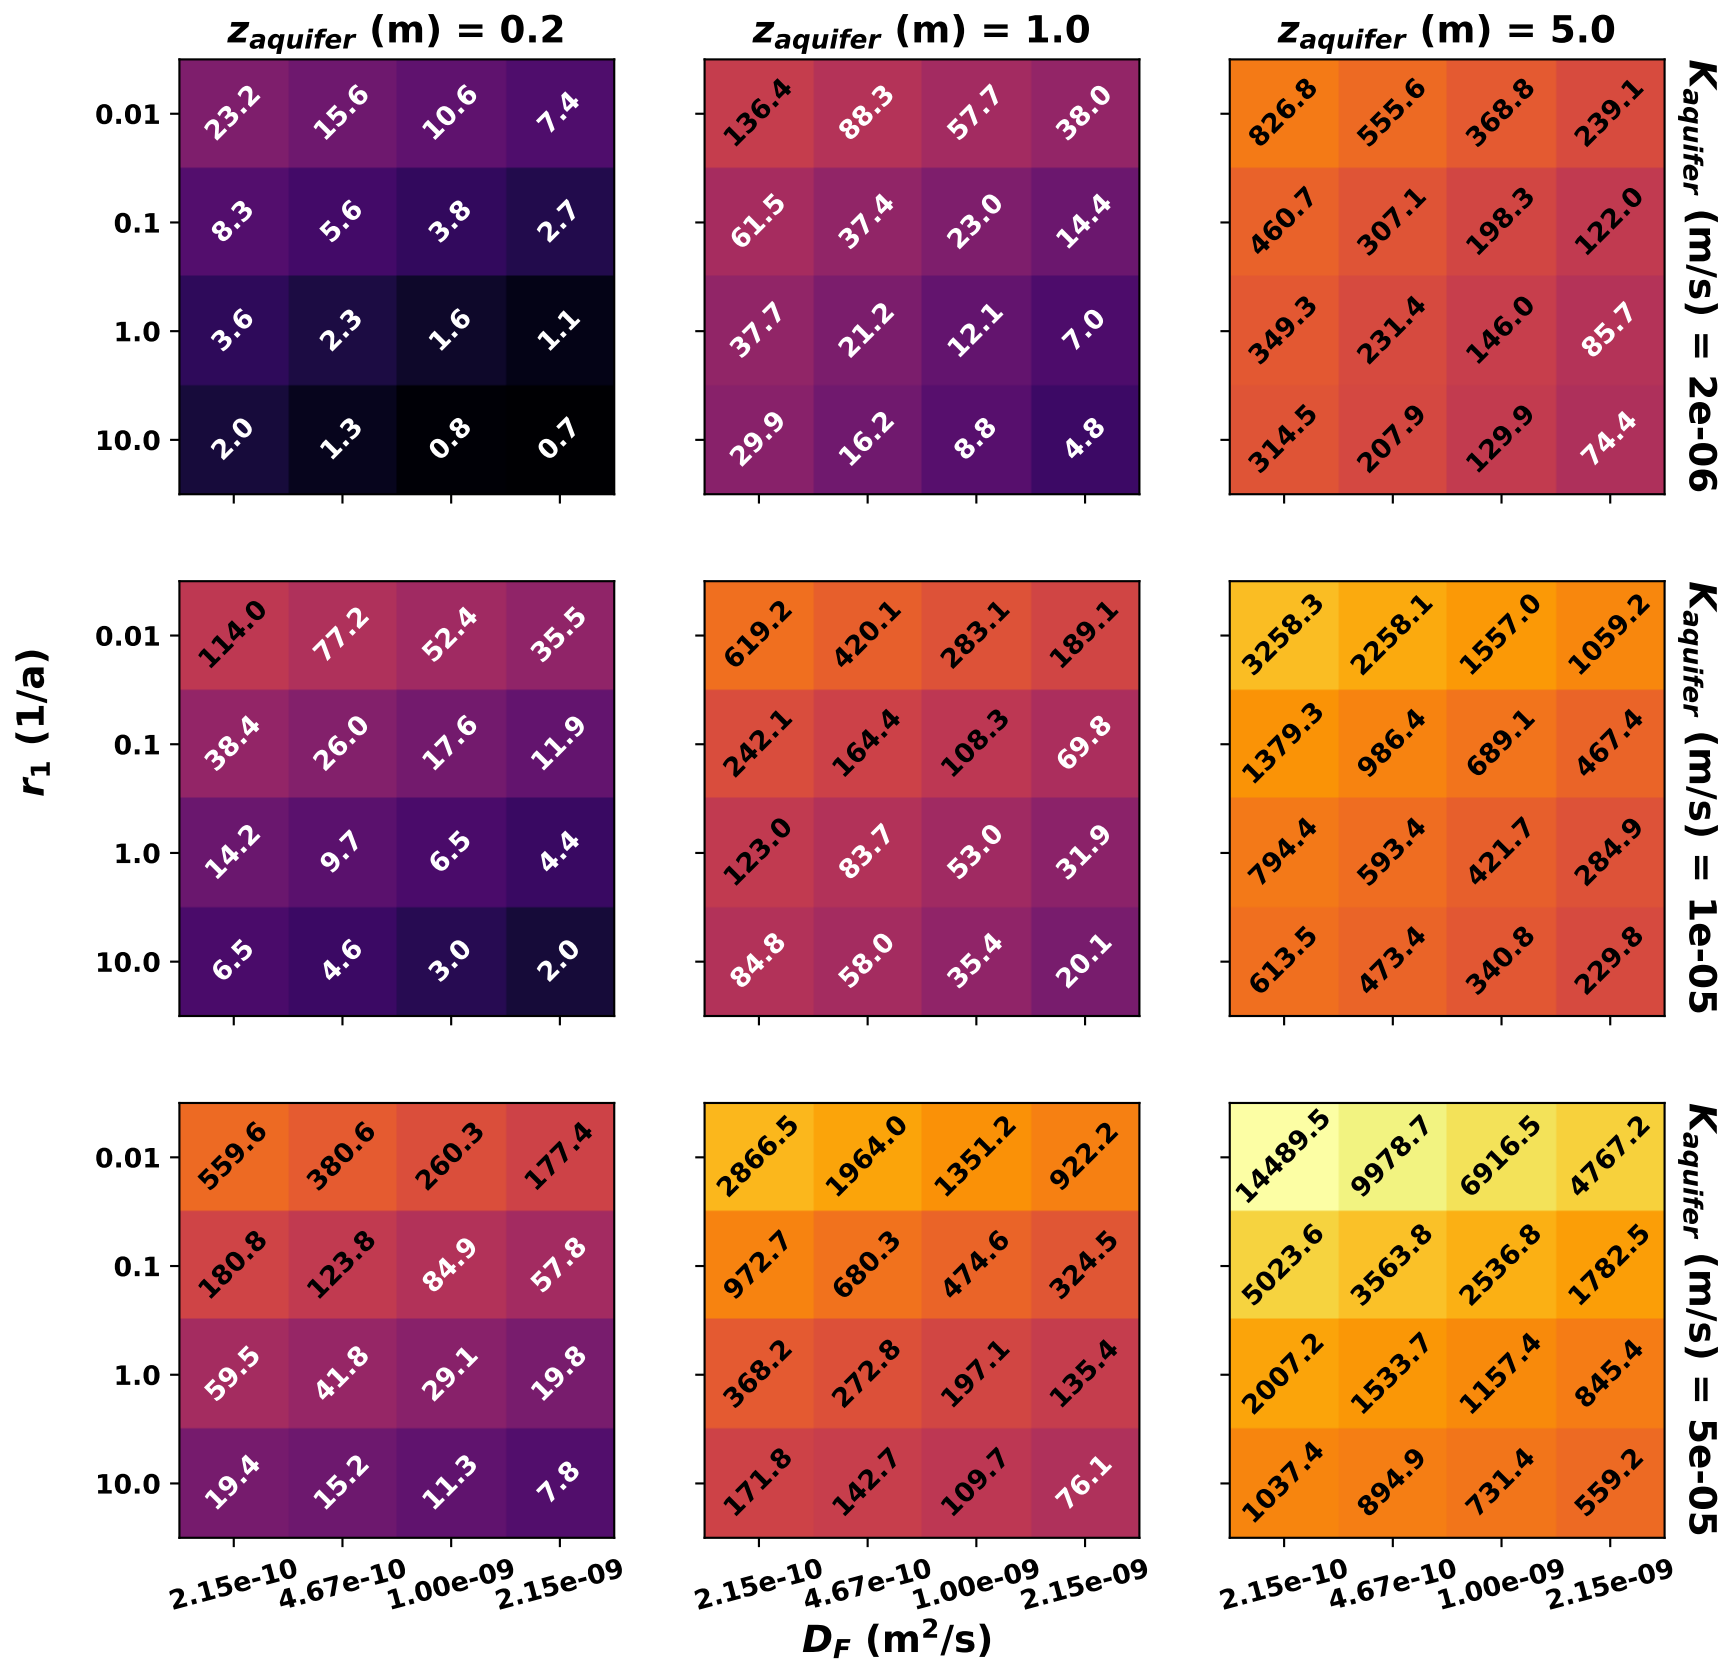 z_aquifer (m) = 0.2 z_aquifer (m) = 1.0 z_aquifer (m) = 5.0
0.01 23.2 15.6 10.6 7.4 136.4 88.3 57.7 38.0 826.8 555.6 368.8 239.1
0.1 8.3 5.6 3.8 2.7 61.5 37.4 23.0 14.4 460.7 307.1 198.3 122.0
1.0 3.6 2.3 1.6 1.1 37.7 21.2 12.1 7.0 349.3 231.4 146.0 85.7
10.0 2.0 1.3 0.8 0.7 29.9 16.2 8.8 4.8 314.5 207.9 129.9 74.4
K_aquifer (m/s) = 2e-06
r_1 (1/a)
0.01 114.0 77.2 52.4 35.5 619.2 420.1 283.1 189.1 3258.3 2258.1 1557.0 1059.2
0.1 38.4 26.0 17.6 11.9 242.1 164.4 108.3 69.8 1379.3 986.4 689.1 467.4
1.0 14.2 9.7 6.5 4.4 123.0 83.7 53.0 31.9 794.4 593.4 421.7 284.9
10.0 6.5 4.6 3.0 2.0 84.8 58.0 35.4 20.1 613.5 473.4 340.8 229.8
K_aquifer (m/s) = 1e-05
0.01 559.6 380.6 260.3 177.4 2866.5 1964.0 1351.2 922.2 14489.5 9978.7 6916.5 4767.2
0.1 180.8 123.8 84.9 57.8 972.7 680.3 474.6 324.5 5023.6 3563.8 2536.8 1782.5
1.0 59.5 41.8 29.1 19.8 368.2 272.8 197.1 135.4 2007.2 1533.7 1157.4 845.4
10.0 19.4 15.2 11.3 7.8 171.8 142.7 109.7 76.1 1037.4 894.9 731.4 559.2
K_aquifer (m/s) = 5e-05
2.15e-10 4.67e-10 1.00e-09 2.15e-09 2.15e-10 4.67e-10 1.00e-09 2.15e-09 2.15e-10 4.67e-10 1.00e-09 2.15e-09
D_F (m²/s)